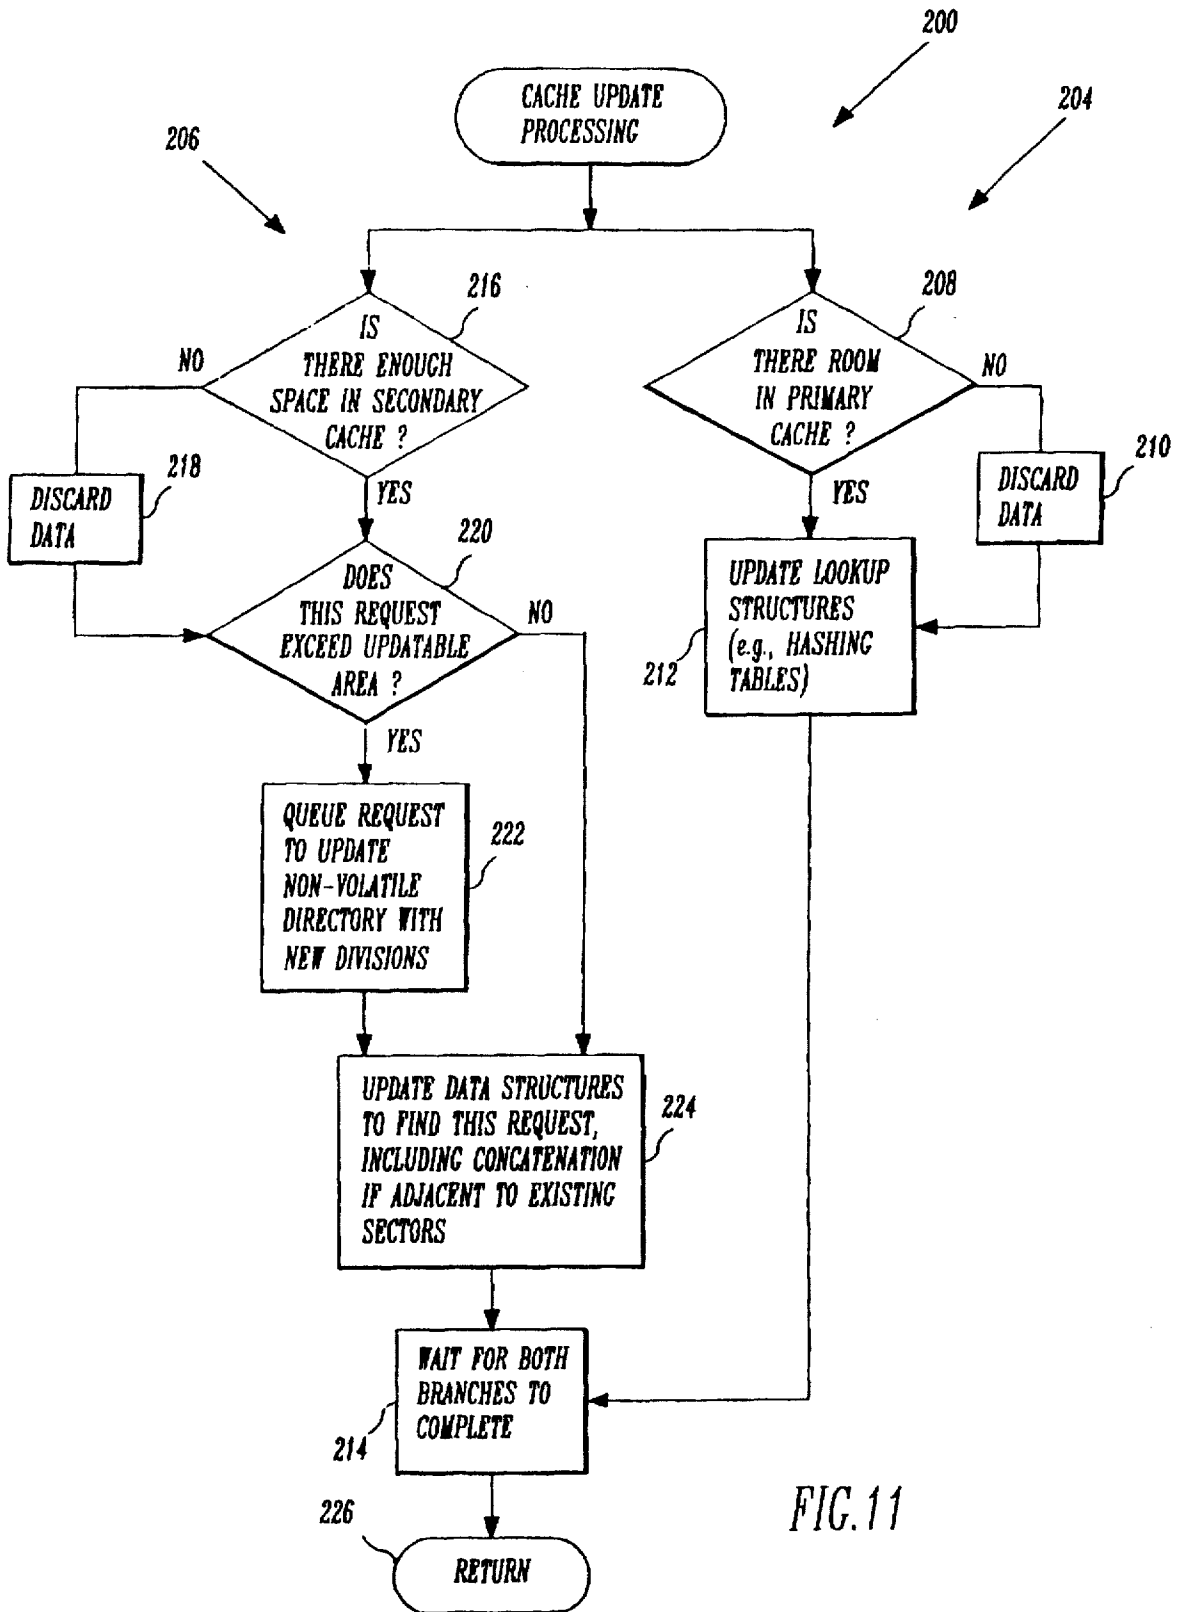 200
CACHE UPDATE
PROCESSING
204
206
216
IS
THERE ENOUGH
SPACE IN SECONDARY
CACHE ?
NO
YES
208
IS
THERE ROOM
IN PRIMARY
CACHE ?
NO
YES
218
DISCARD
DATA
210
DISCARD
DATA
220
DOES
THIS REQUEST
EXCEED UPDATABLE
AREA ?
NO
YES
UPDATE LOOKUP
STRUCTURES
(e.g., HASHING
TABLES)
212
QUEUE REQUEST
TO UPDATE
NON-VOLATILE
DIRECTORY WITH
NEW DIVISIONS
222
UPDATE DATA STRUCTURES
TO FIND THIS REQUEST,
INCLUDING CONCATENATION
IF ADJACENT TO EXISTING
SECTORS
224
WAIT FOR BOTH
BRANCHES TO
COMPLETE
214
226
RETURN
FIG.11